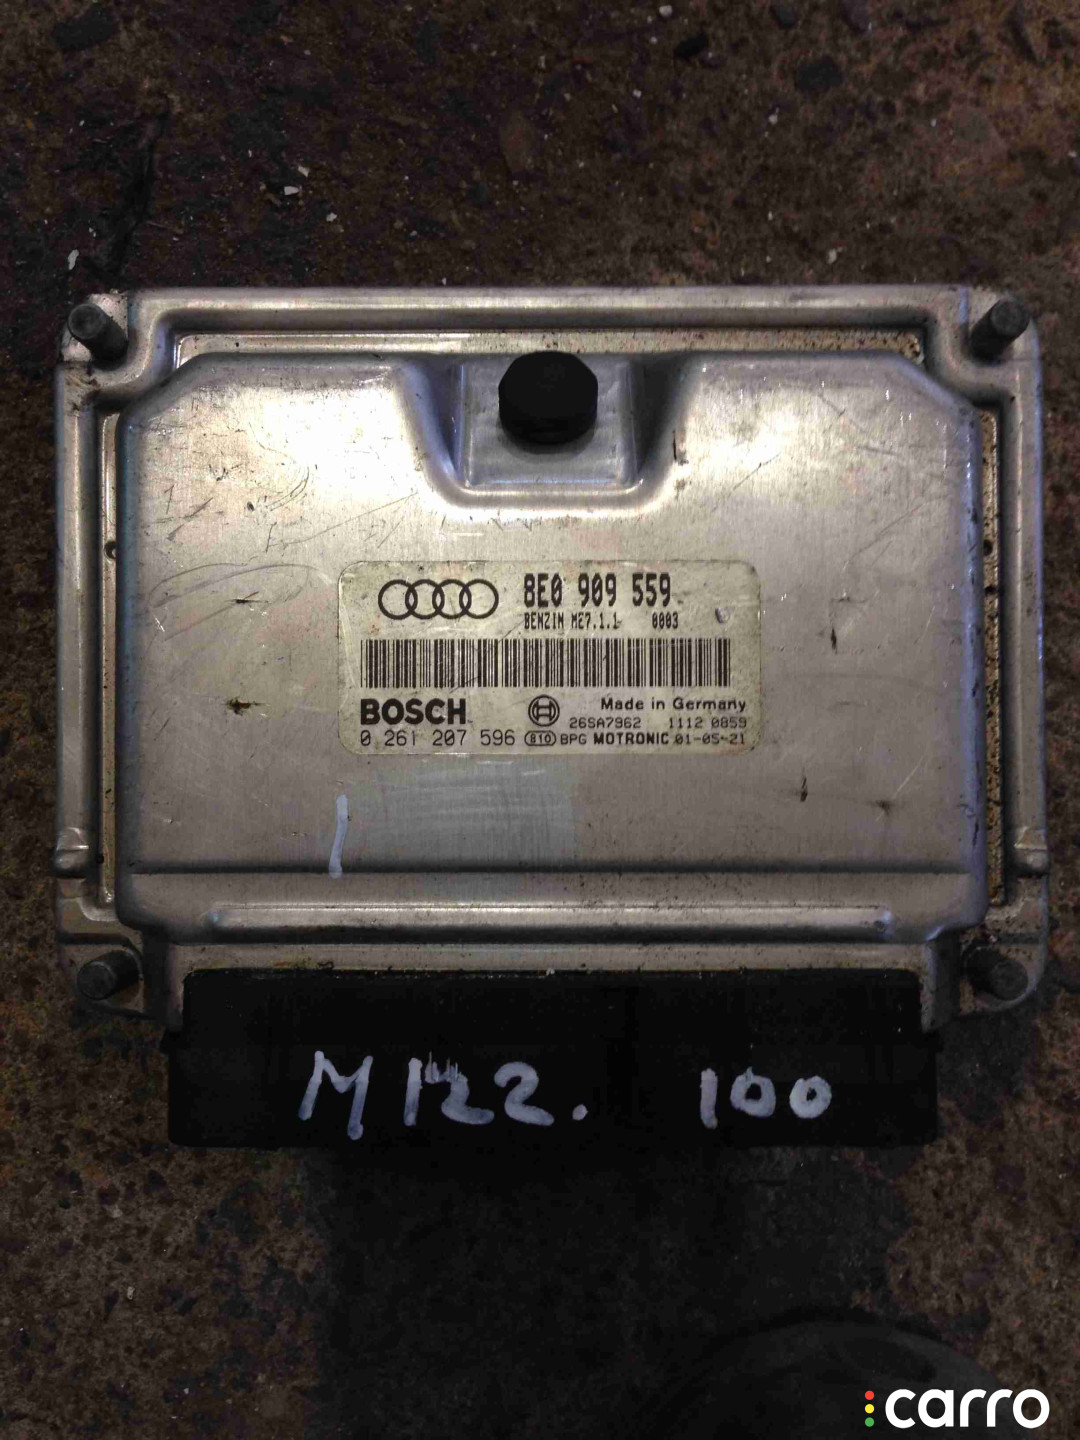 8E0 909 559
BENZIN ME7.1.1 0003
BOSCH Made in Germany
26SA7962 1112 0859
0 261 207 596 810 BPG MOTRONIC 01-05-21
M122. 100
carro